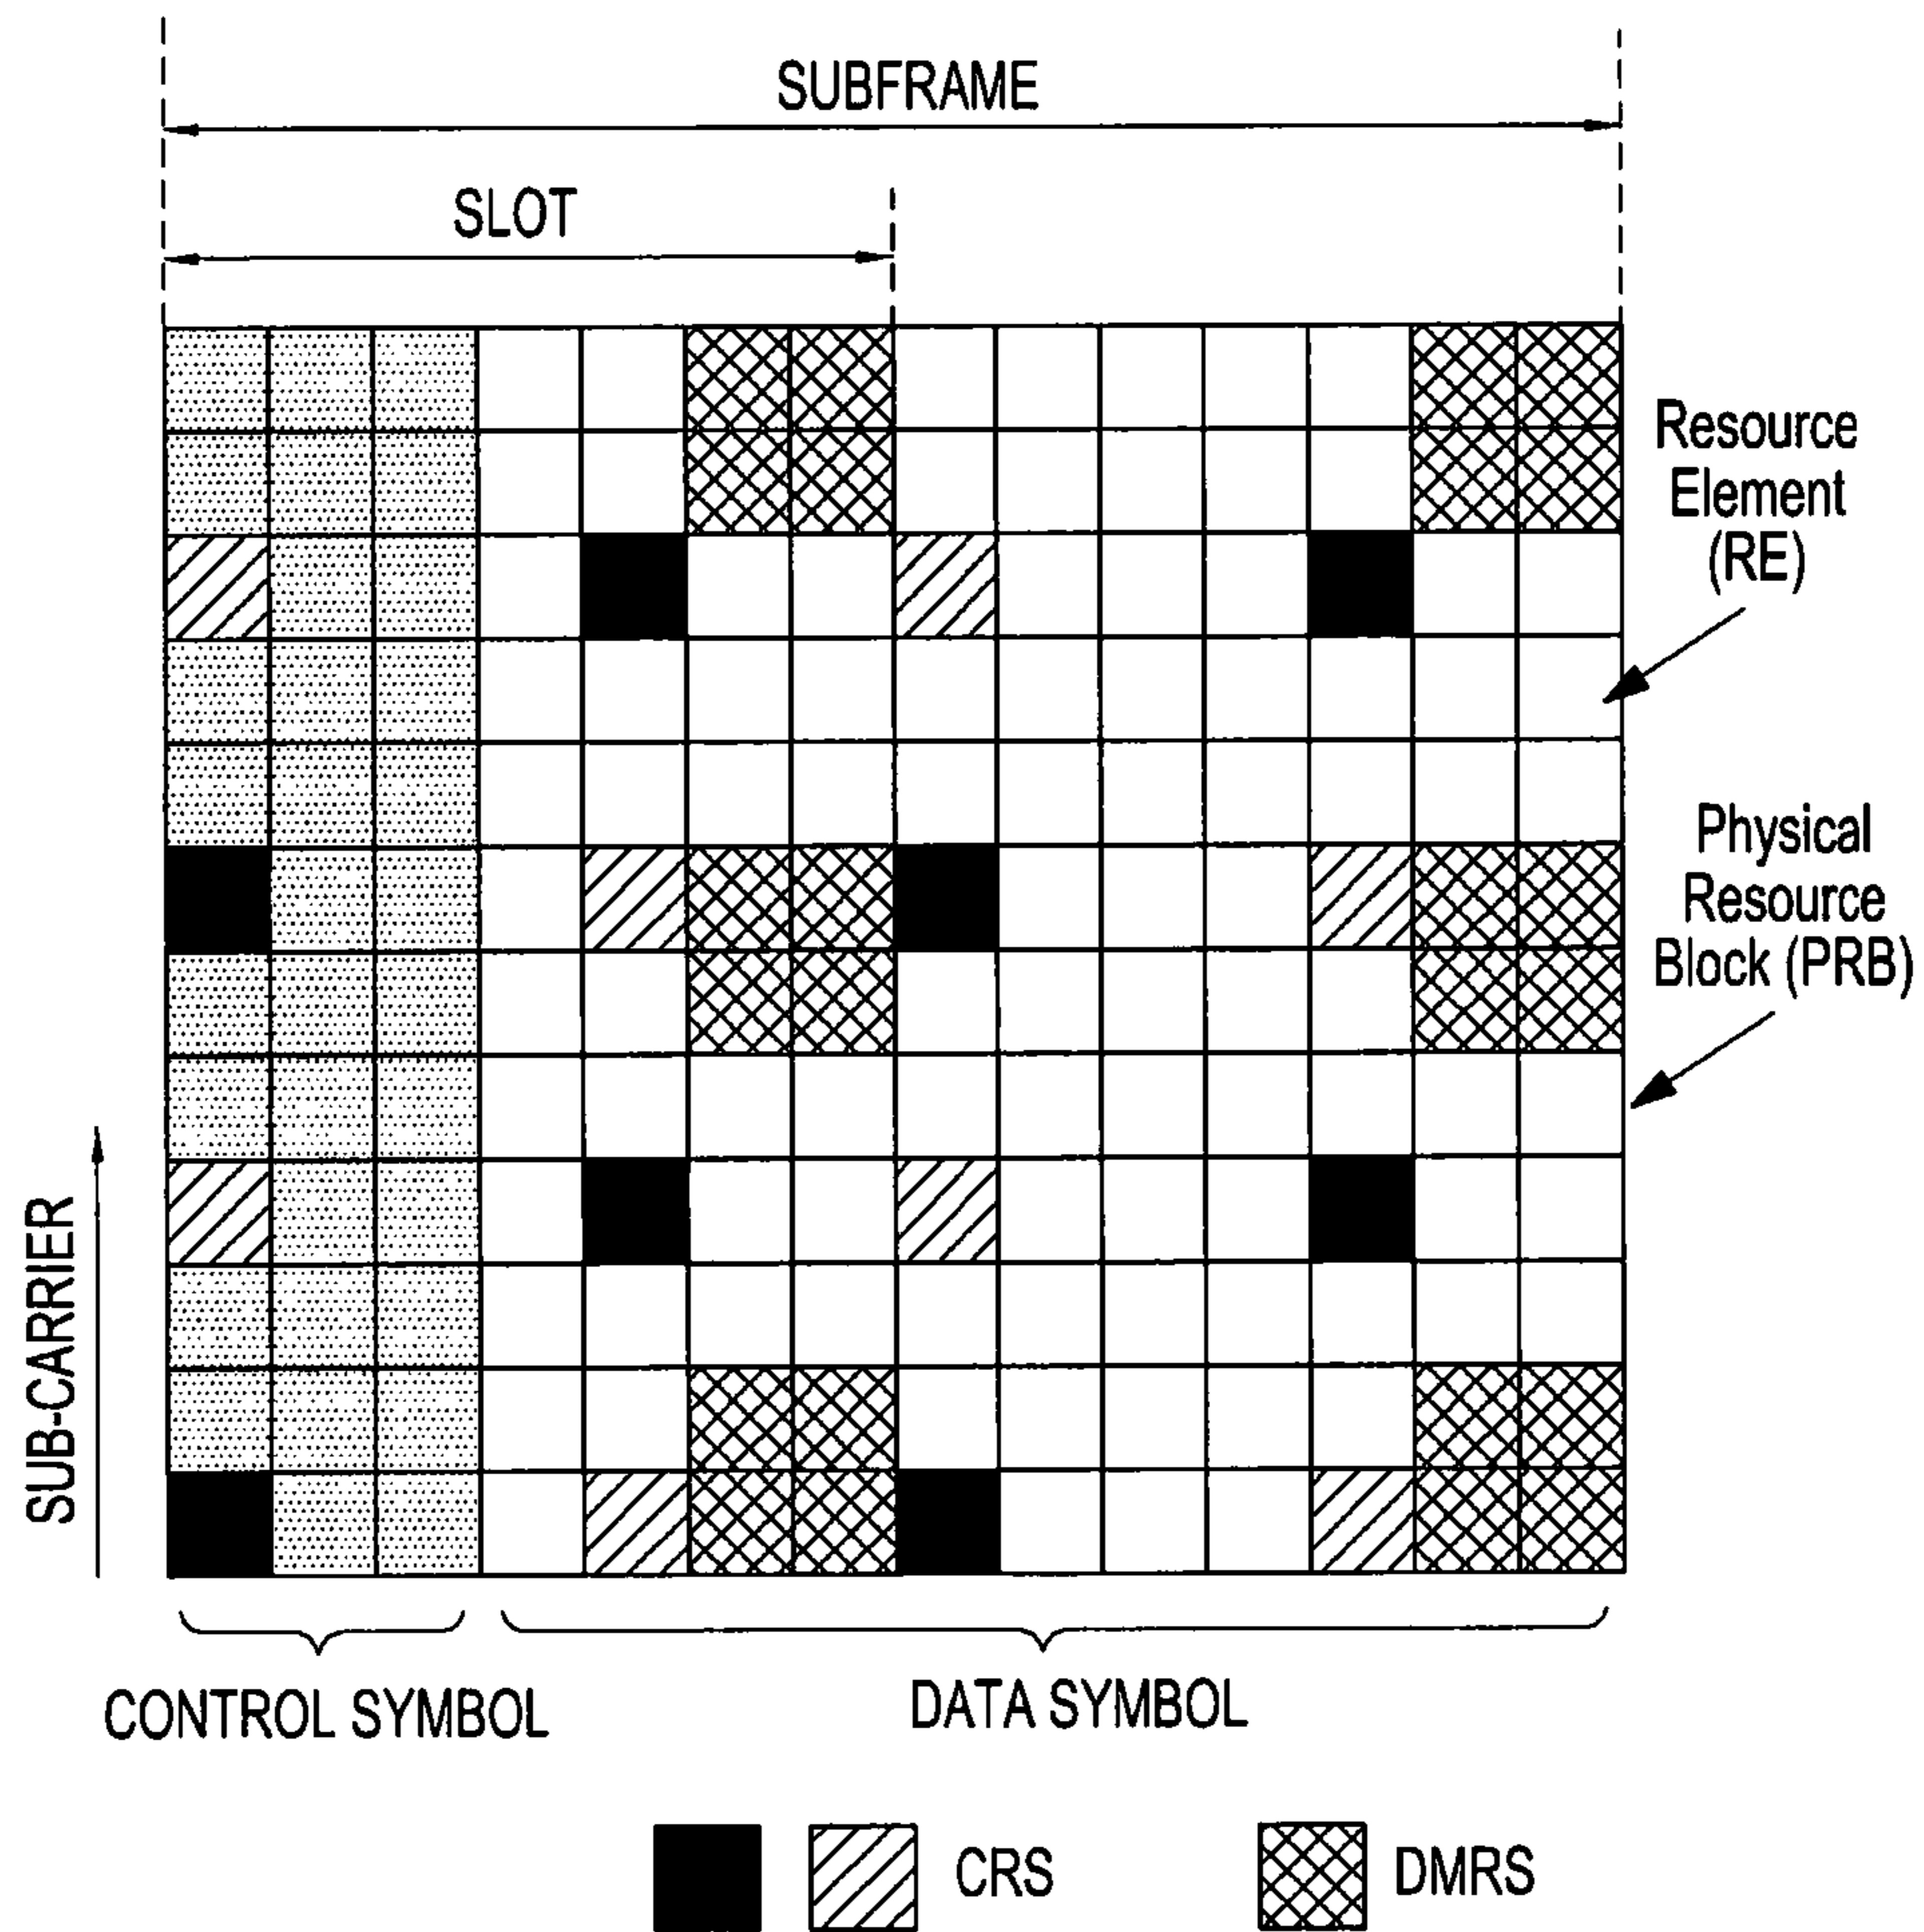 SUBFRAME
SLOT
Resource
Element
(RE)
Physical
Resource
Block (PRB)
SUB-CARRIER
CONTROL SYMBOL
DATA SYMBOL
CRS
DMRS